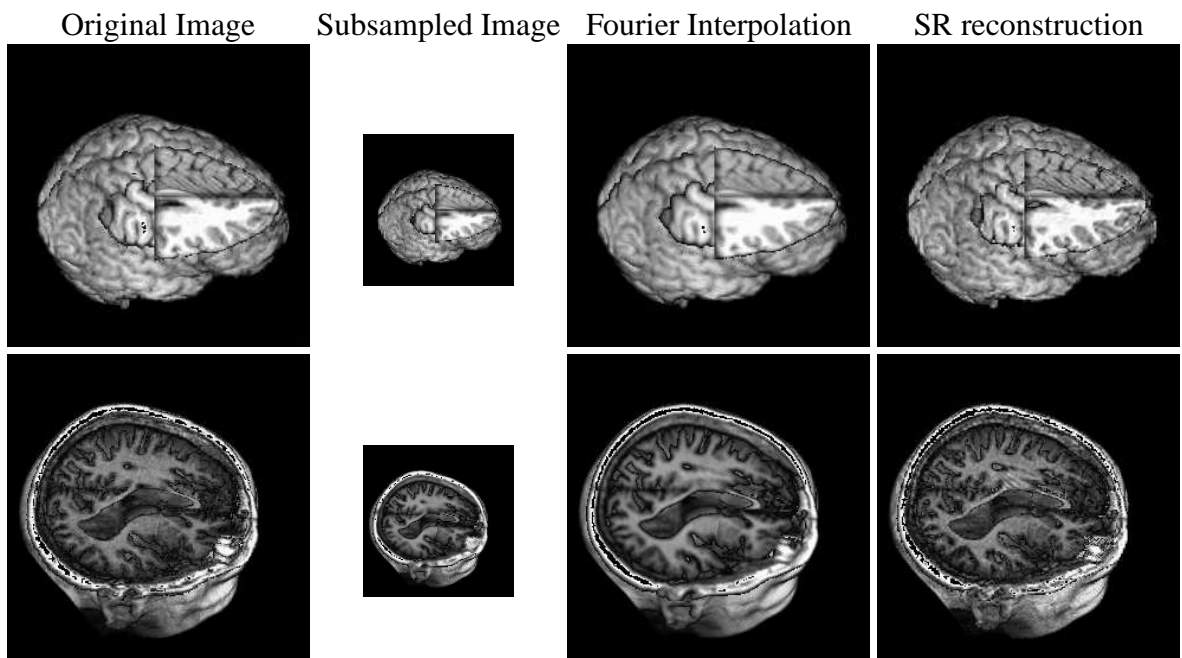 Original Image
Subsampled Image
Fourier Interpolation
SR reconstruction